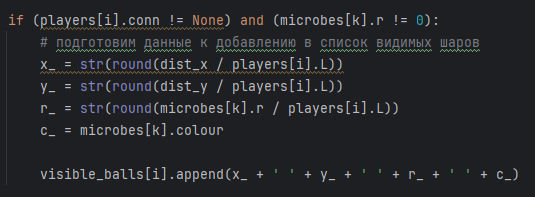 if (players[i].conn != None) and (microbes[k].r != 0):
# подготовим данные к добавлению в список видимых шаров
x_ = str(round(dist_x / players[i].L))
y_ = str(round(dist_y / players[i].L))
r_ = str(round(microbes[k].r / players[i].L))
c_ = microbes[k].colour
visible_balls[i].append(x_ + ' ' + y_ + ' ' + r_ + ' ' + c_)